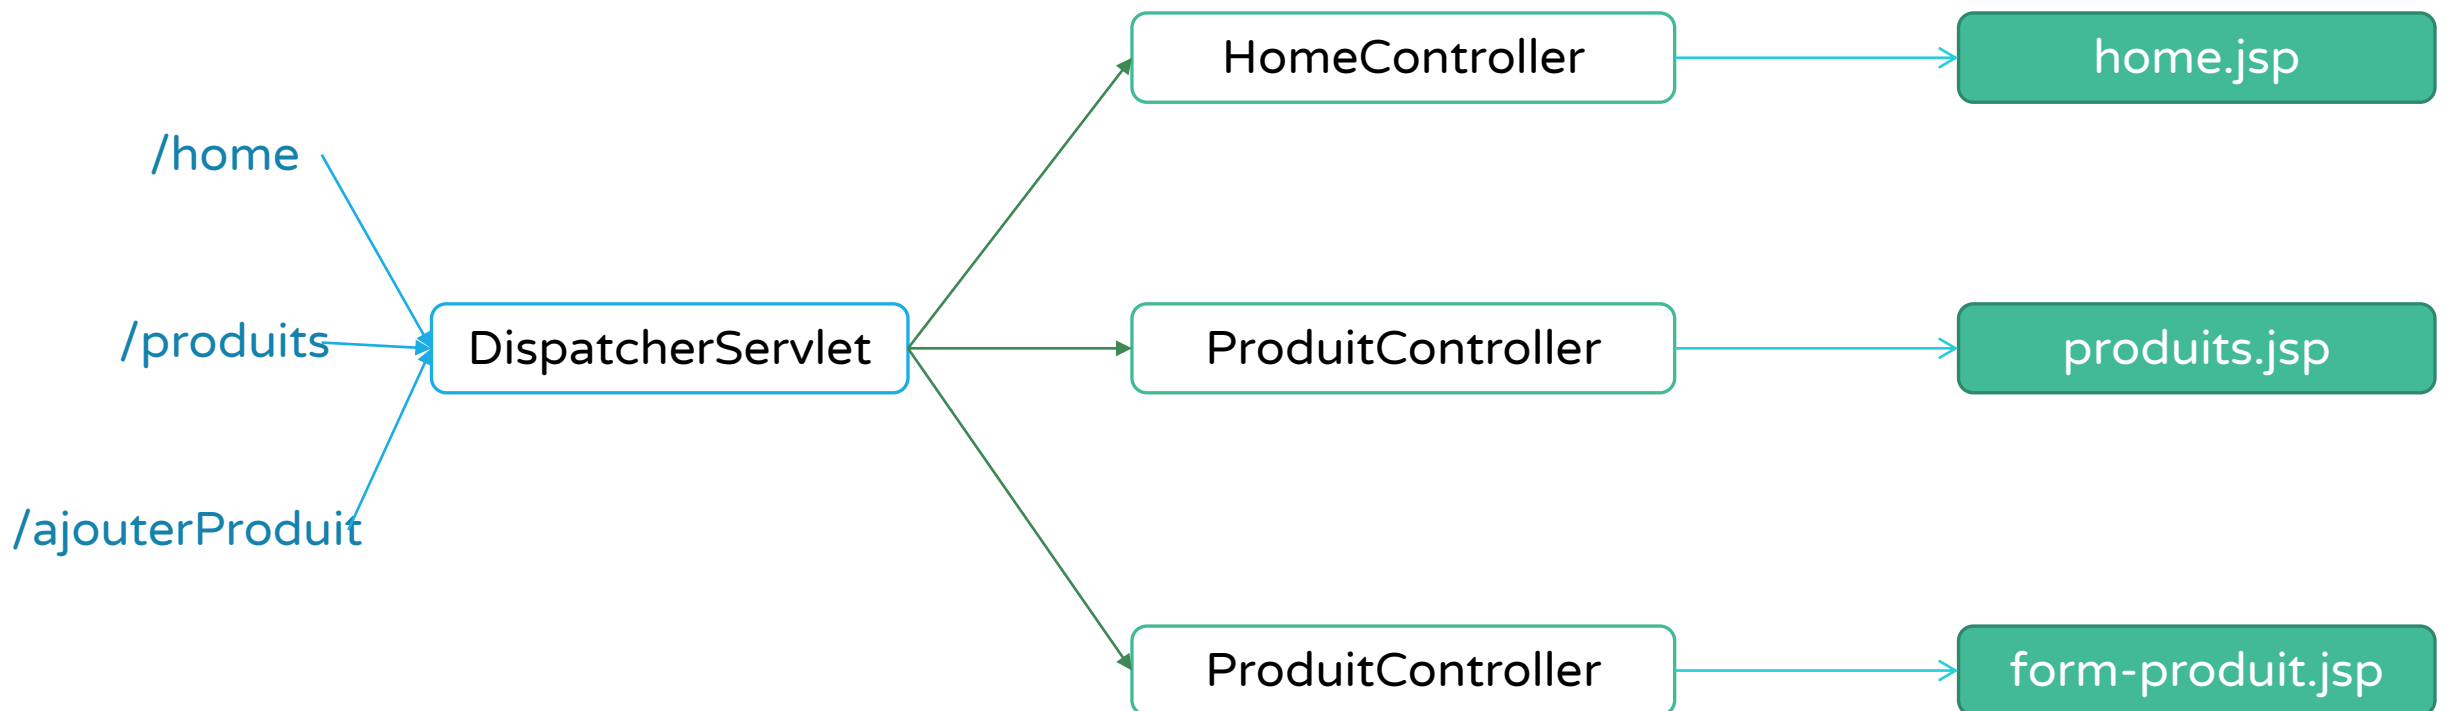 /home
/produits
/ajouterProduit
DispatcherServlet
HomeController
ProduitController
ProduitController
home.jsp
produits.jsp
form-produit.jsp